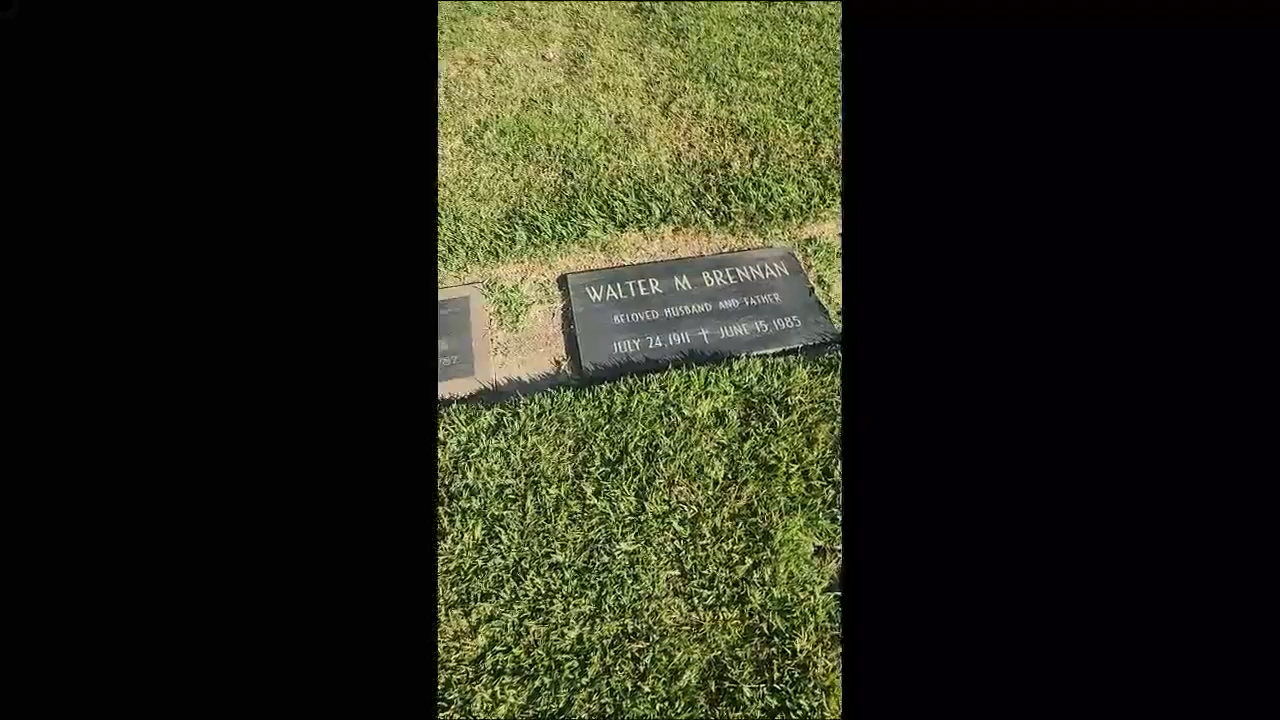 WALTER M. BRENNAN
BELOVED HUSBAND AND FATHER
JULY 24, 1911 † JUNE 15, 1985